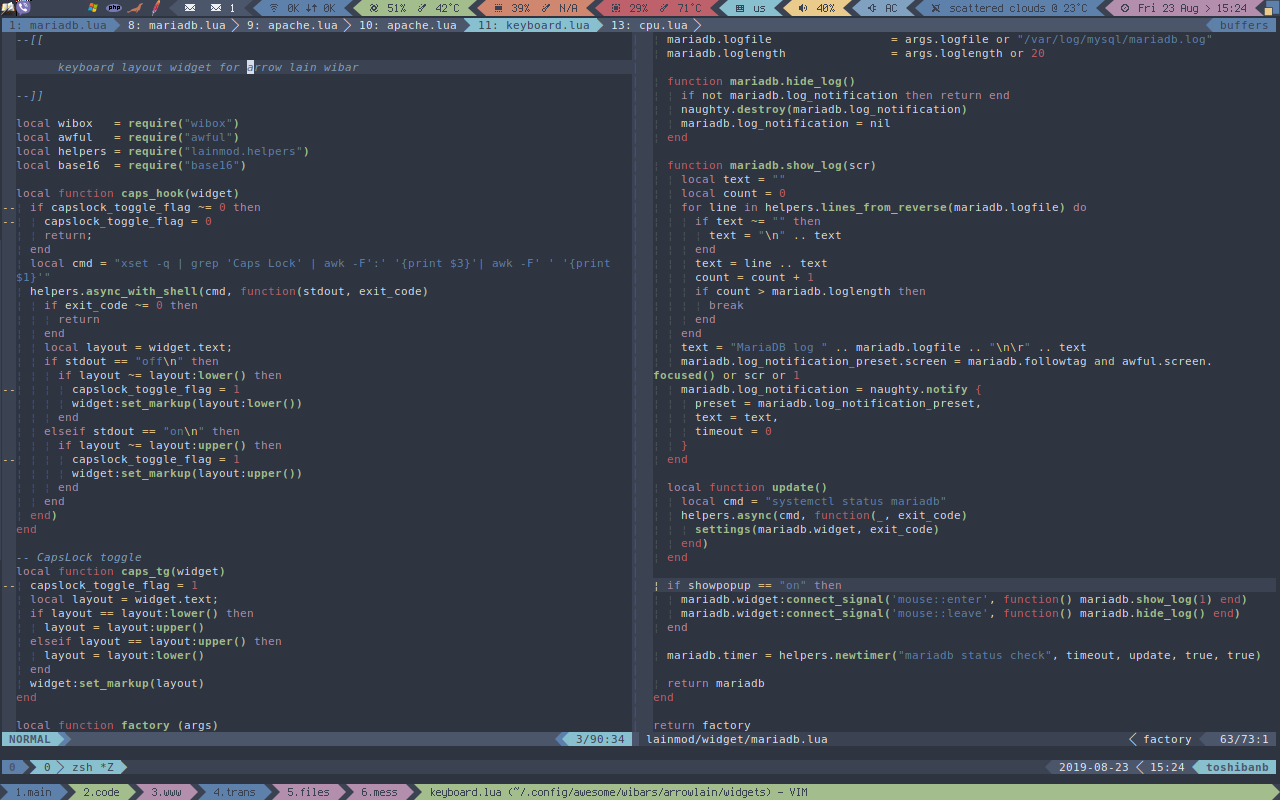 php 1 0K ↓↑ 0K 51% 42°C 39% N/A 29% 71°C us 40% AC scattered clouds @ 23°C Fri 23 Aug > 15:24
1: mariadb.lua 8: mariadb.lua 9: apache.lua 10: apache.lua 11: keyboard.lua 13: cpu.lua buffers
--[[
keyboard layout widget for arrow lain wibar
--]]
local wibox   = require("wibox")
local awful   = require("awful")
local helpers = require("lainmod.helpers")
local base16  = require("base16")
local function caps_hook(widget)
-- if capslock_toggle_flag ~= 0 then
-- capslock_toggle_flag = 0
return;
end
local cmd = "xset -q | grep 'Caps Lock' | awk -F':' '{print $3}'| awk -F' ' '{print
$1}'"
helpers.async_with_shell(cmd, function(stdout, exit_code)
if exit_code ~= 0 then
return
end
local layout = widget.text;
if stdout == "off\n" then
if layout ~= layout:lower() then
-- capslock_toggle_flag = 1
widget:set_markup(layout:lower())
end
elseif stdout == "on\n" then
if layout ~= layout:upper() then
-- capslock_toggle_flag = 1
widget:set_markup(layout:upper())
end
end
end)
end
-- CapsLock toggle
local function caps_tg(widget)
-- capslock_toggle_flag = 1
local layout = widget.text;
if layout == layout:lower() then
layout = layout:upper()
elseif layout == layout:upper() then
layout = layout:lower()
end
widget:set_markup(layout)
end
local function factory (args)
NORMAL 3/90:34
mariadb.logfile                 = args.logfile or "/var/log/mysql/mariadb.log"
mariadb.loglength               = args.loglength or 20
function mariadb.hide_log()
if not mariadb.log_notification then return end
naughty.destroy(mariadb.log_notification)
mariadb.log_notification = nil
end
function mariadb.show_log(scr)
local text = ""
local count = 0
for line in helpers.lines_from_reverse(mariadb.logfile) do
if text ~= "" then
text = "\n" .. text
end
text = line .. text
count = count + 1
if count > mariadb.loglength then
break
end
end
text = "MariaDB log " .. mariadb.logfile .. "\n\r" .. text
mariadb.log_notification_preset.screen = mariadb.followtag and awful.screen.
focused() or scr or 1
mariadb.log_notification = naughty.notify {
preset = mariadb.log_notification_preset,
text = text,
timeout = 0
}
end
local function update()
local cmd = "systemctl status mariadb"
helpers.async(cmd, function(_, exit_code)
settings(mariadb.widget, exit_code)
end)
end
if showpopup == "on" then
mariadb.widget:connect_signal('mouse::enter', function() mariadb.show_log(1) end)
mariadb.widget:connect_signal('mouse::leave', function() mariadb.hide_log() end)
end
mariadb.timer = helpers.newtimer("mariadb status check", timeout, update, true, true)
return mariadb
end
return factory
lainmod/widget/mariadb.lua factory 63/73:1
0 0 zsh *Z 2019-08-23 15:24 toshibanb
1.main 2.code 3.www 4.trans 5.files 6.mess keyboard.lua (~/.config/awesome/wibars/arrowlain/widgets) - VIM